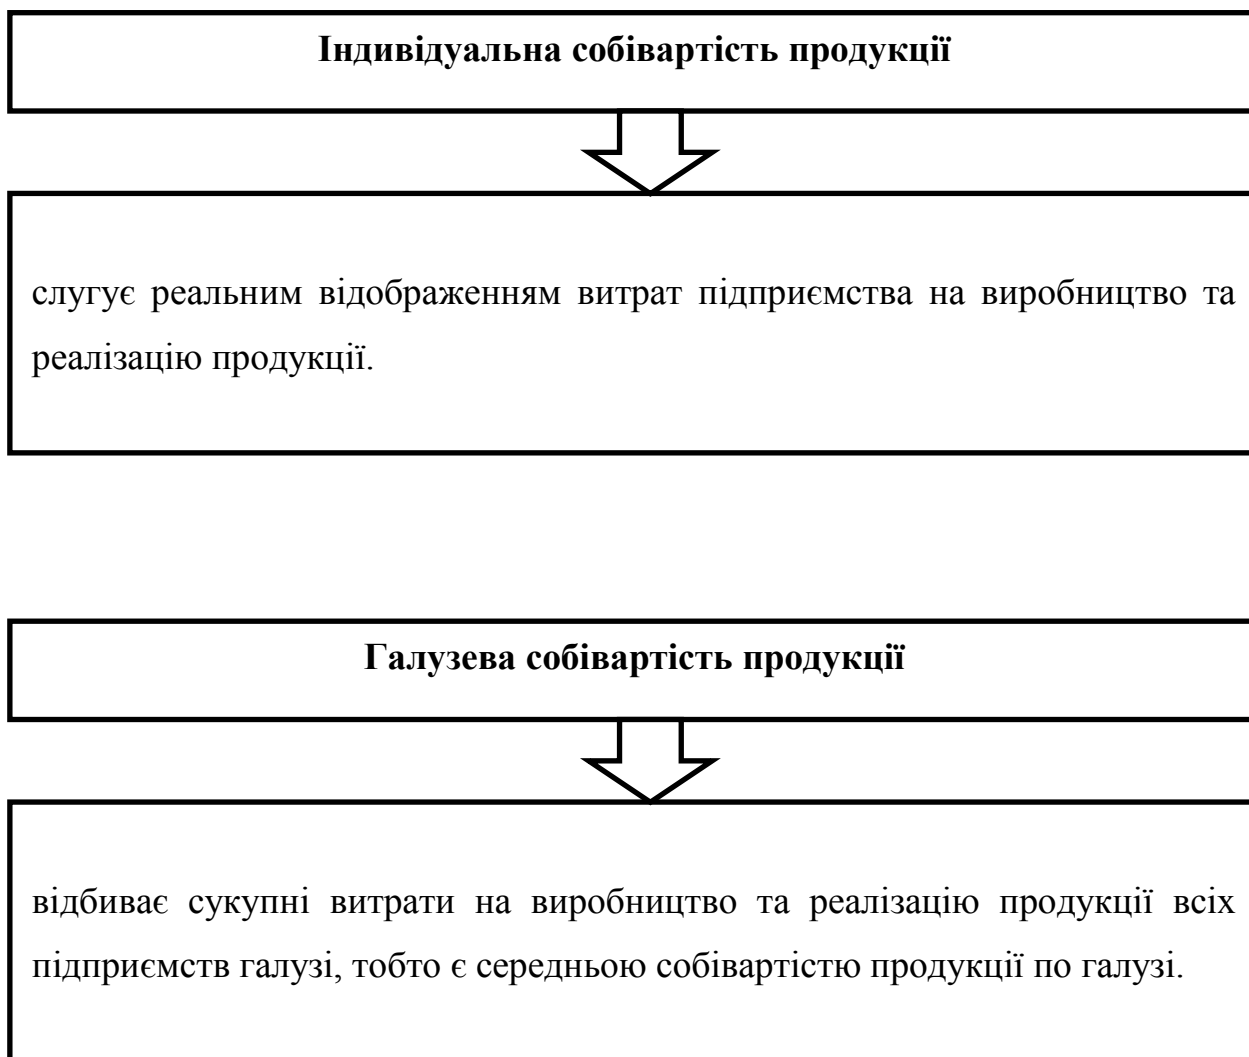 Індивідуальна собівартість продукції
слугує реальним відображенням витрат підприємства на виробництво та
реалізацію продукції.
Галузева собівартість продукції
відбиває сукупні витрати на виробництво та реалізацію продукції всіх
підприємств галузі, тобто є середньою собівартістю продукції по галузі.